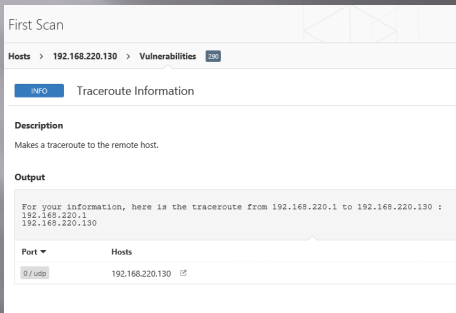 First Scan
Hosts > 192.168.220.130 > Vulnerabilities 290
INFO Traceroute Information
Description
Makes a traceroute to the remote host.
Output
For your information, here is the traceroute from 192.168.220.1 to 192.168.220.130 :
192.168.220.1
192.168.220.130
Port ▼ Hosts
0 / udp 192.168.220.130